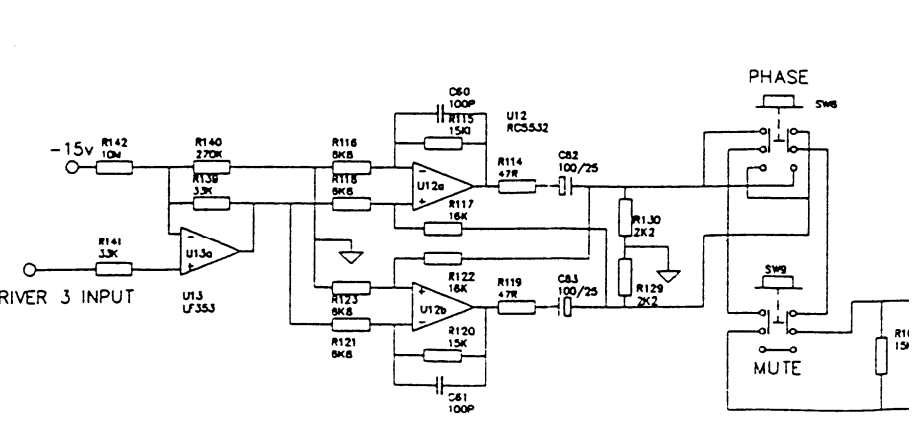 PHASE
SW8
C60
100P
R115
15K
U12
RC5532
-15v
R142
10M
R140
270K
R116
6K8
R114
47R
C82
100/25
R139
33K
R118
6K8
U12a
R117
16K
R130
2K2
R141
33K
U13a
RIVER 3 INPUT
U13
LF353
R123
6K8
R121
6K8
R122
16K
U12b
R119
47R
C83
100/25
R129
2K2
SW9
R120
15K
MUTE
C61
100P